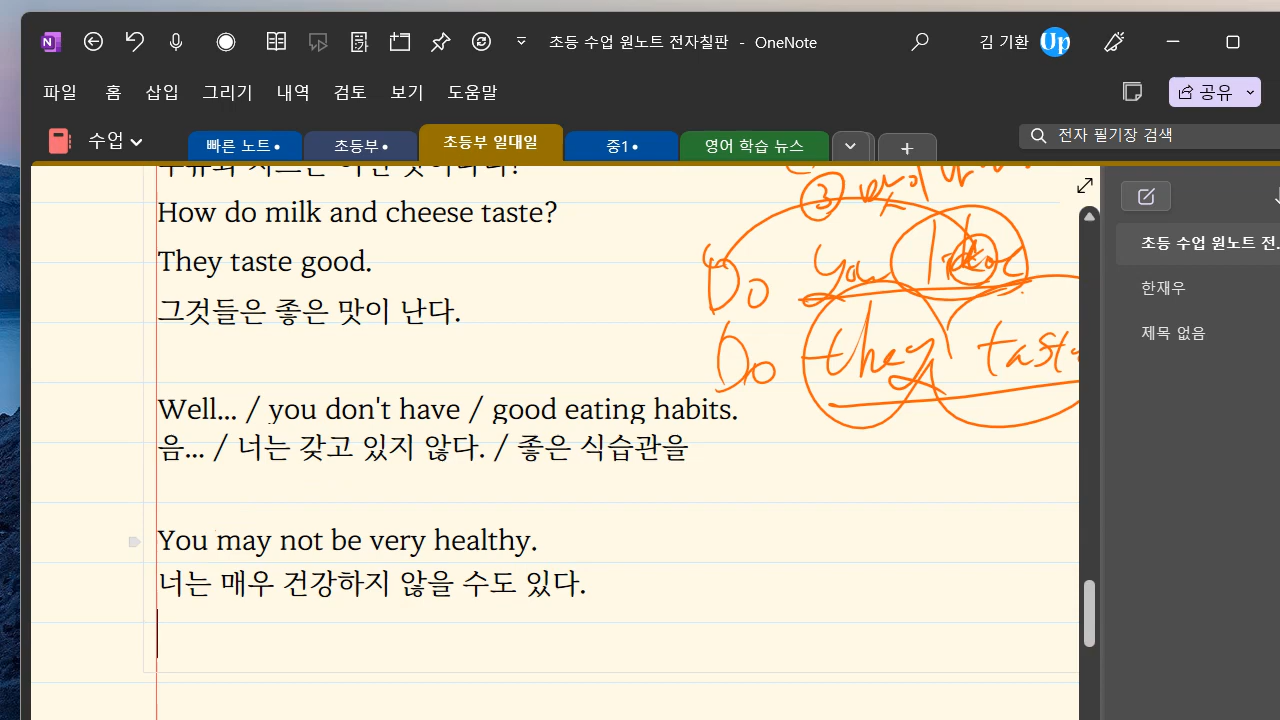 초등 수업 원노트 전자칠판 - OneNote
김 기환
Up
파일 홈 삽입 그리기 내역 검토 보기 도움말
공유
수업
빠른 노트
초등부
초등부 일대일
중1
영어 학습 뉴스
전자 필기장 검색
How do milk and cheese taste?
They taste good.
그것들은 좋은 맛이 난다.
Well... / you don't have / good eating habits.
음... / 너는 갖고 있지 않다. / 좋은 식습관을
You may not be very healthy.
너는 매우 건강하지 않을 수도 있다.
Do you
Do they taste
초등 수업 원노트 전...
한재우
제목 없음